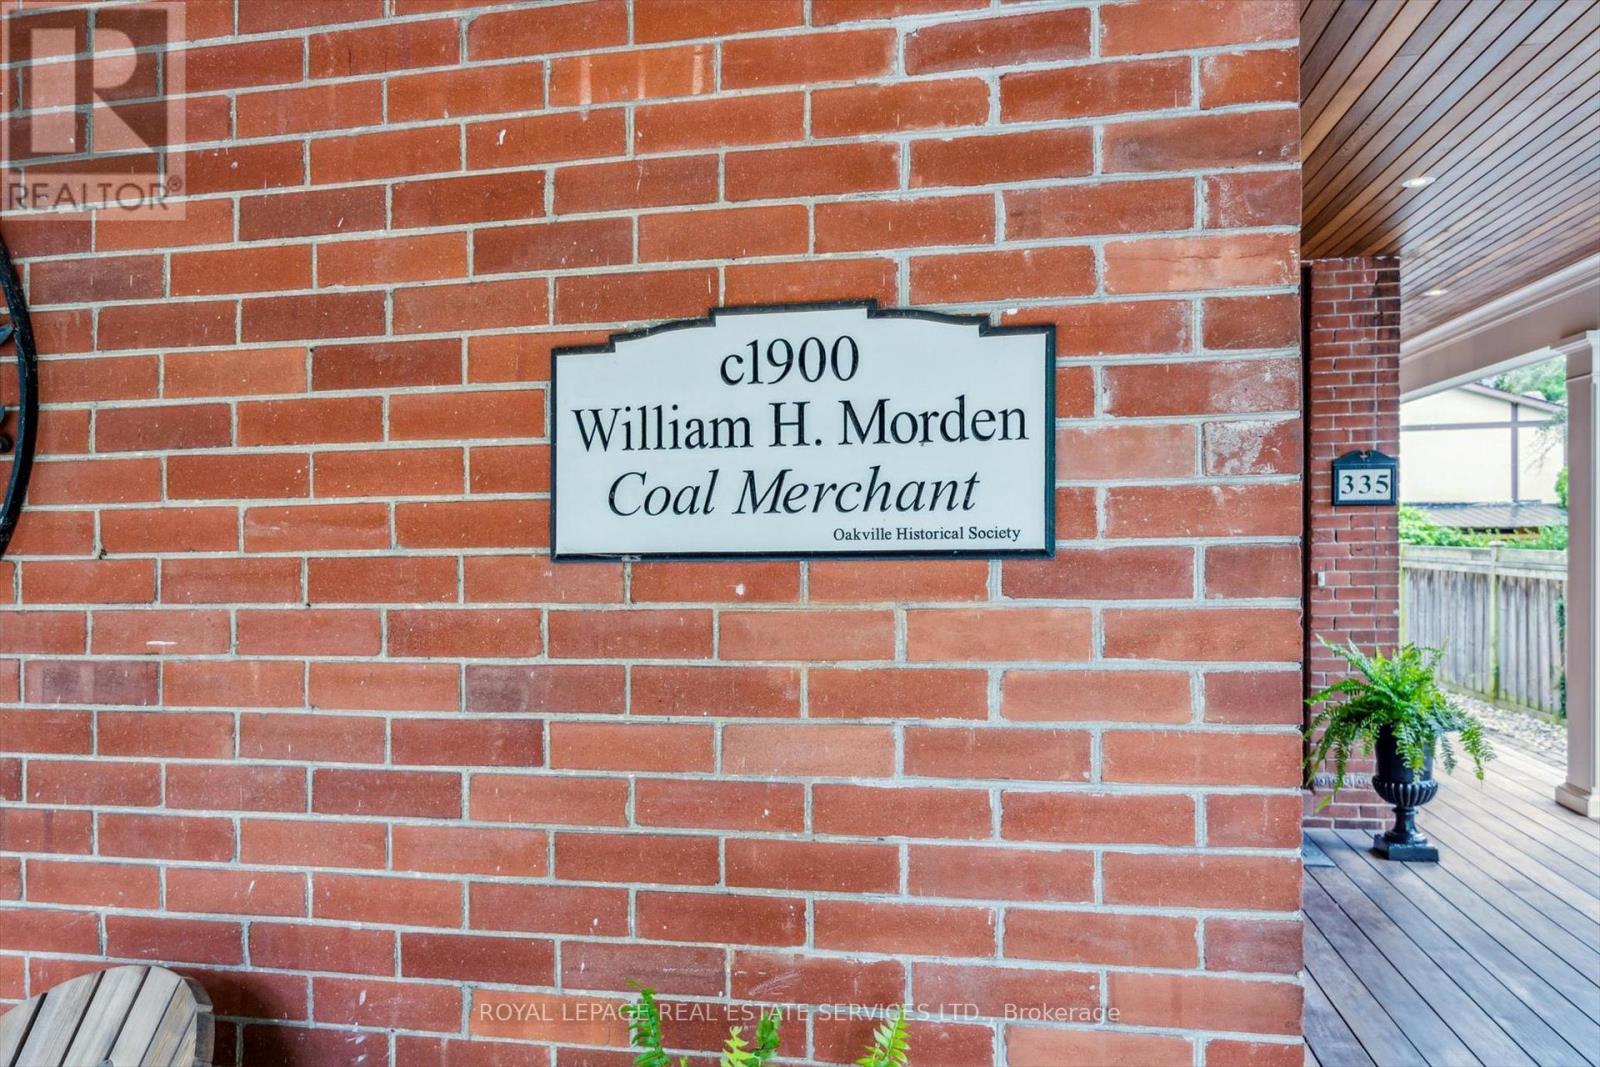 REALTOR®
c1900
William H. Morden
Coal Merchant
Oakville Historical Society
335
ROYAL LEPAGE REAL ESTATE SERVICES LTD., Brokerage